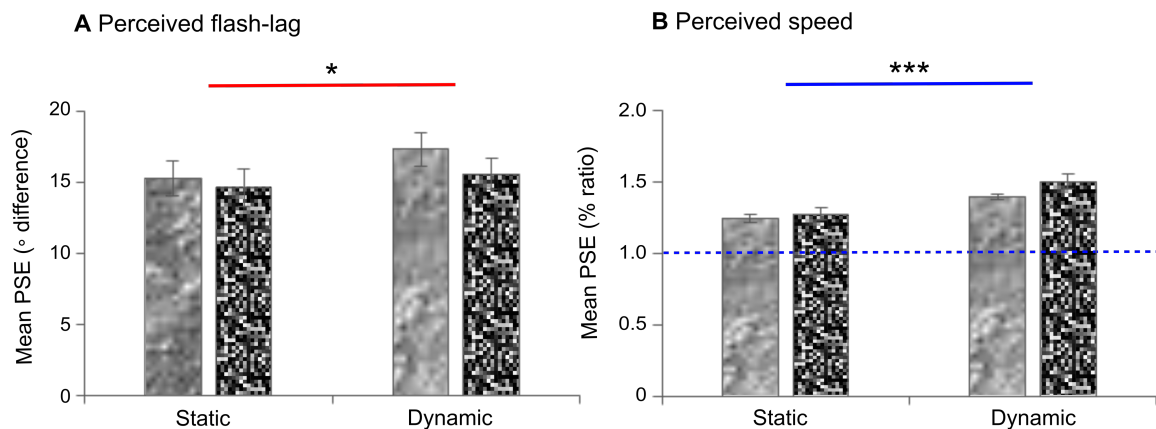 A Perceived flash-lag
*
Mean PSE (° difference)
20
15
10
5
0
Static
Dynamic
B Perceived speed
***
Mean PSE (% ratio)
2.0
1.5
1.0
0.5
0
Static
Dynamic